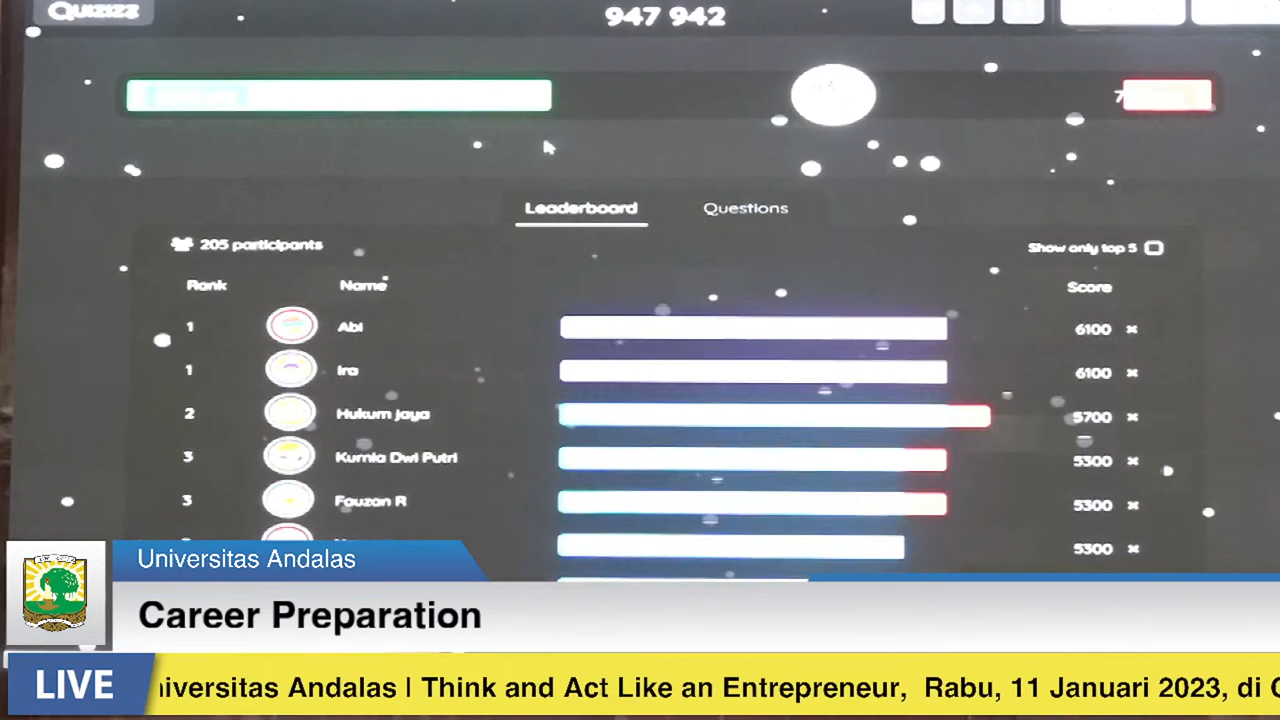 Quizizz
947 942
7
Leaderboard Questions
205 participants Show only top 5
Rank Name Score
1 Abi 6100
1 Ira 6100
2 Hukum Jaya 5700
3 Kurnia Dwi Putri 5300
3 Fauzan R 5300
5300
Universitas Andalas
Career Preparation
LIVE niversitas Andalas | Think and Act Like an Entrepreneur, Rabu, 11 Januari 2023, di